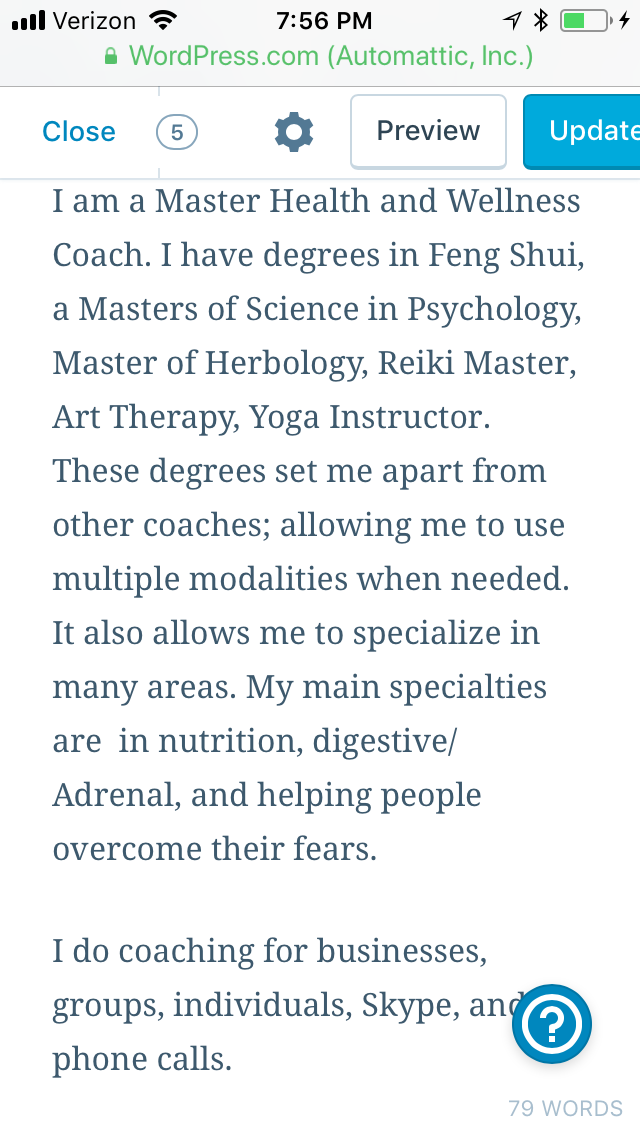 Verizon 7:56 PM
WordPress.com (Automattic, Inc.)
Close 5 Preview Update
I am a Master Health and Wellness
Coach. I have degrees in Feng Shui,
a Masters of Science in Psychology,
Master of Herbology, Reiki Master,
Art Therapy, Yoga Instructor.
These degrees set me apart from
other coaches; allowing me to use
multiple modalities when needed.
It also allows me to specialize in
many areas. My main specialties
are  in nutrition, digestive/
Adrenal, and helping people
overcome their fears.
I do coaching for businesses,
groups, individuals, Skype, and
phone calls.
?
79 WORDS